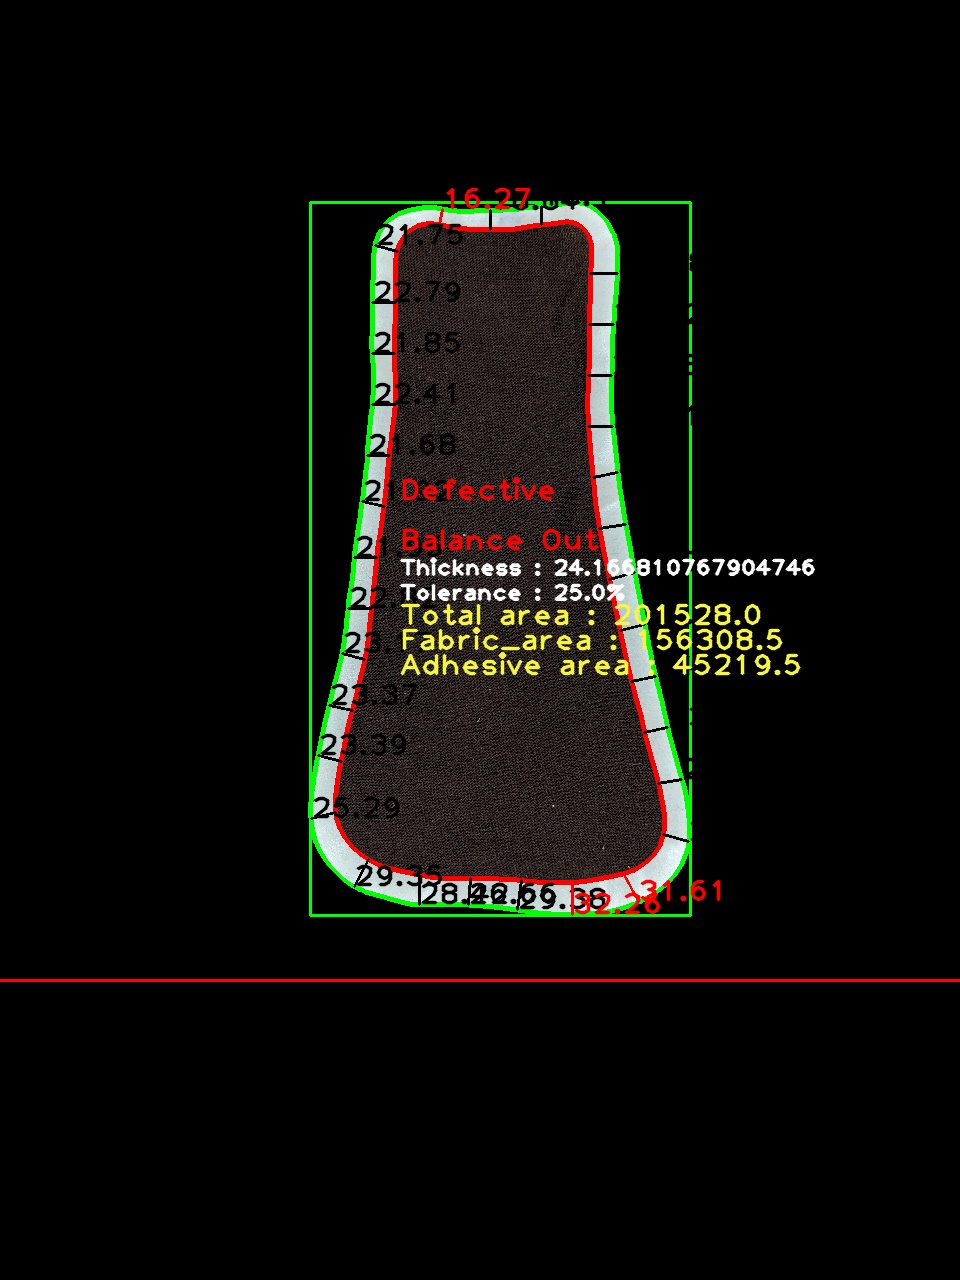 16.27
21.75
22.79
21.85
22.41
21.68
Defective
Balance Out
Thickness : 24.166810767904746
Tolerance : 25.0%
Total area : 201528.0
Fabric_area : 156308.5
Adhesive area : 45219.5
23.37
23.39
25.29
29.35
29.38
32.26
31.61